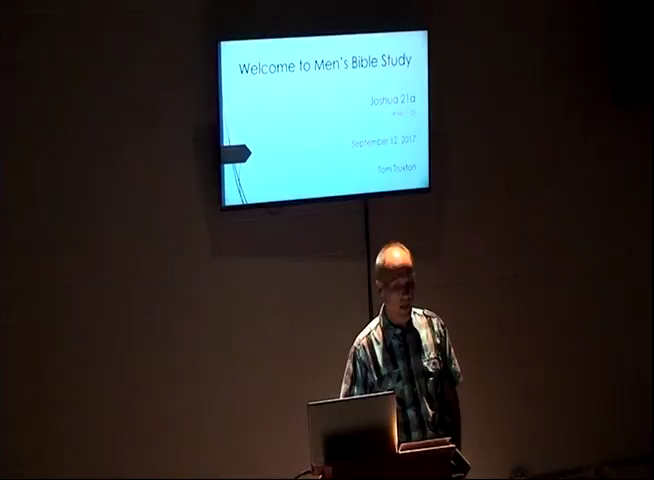 Welcome to Men's Bible Study
Joshua 21a
September 12, 2017
Tom Truxton